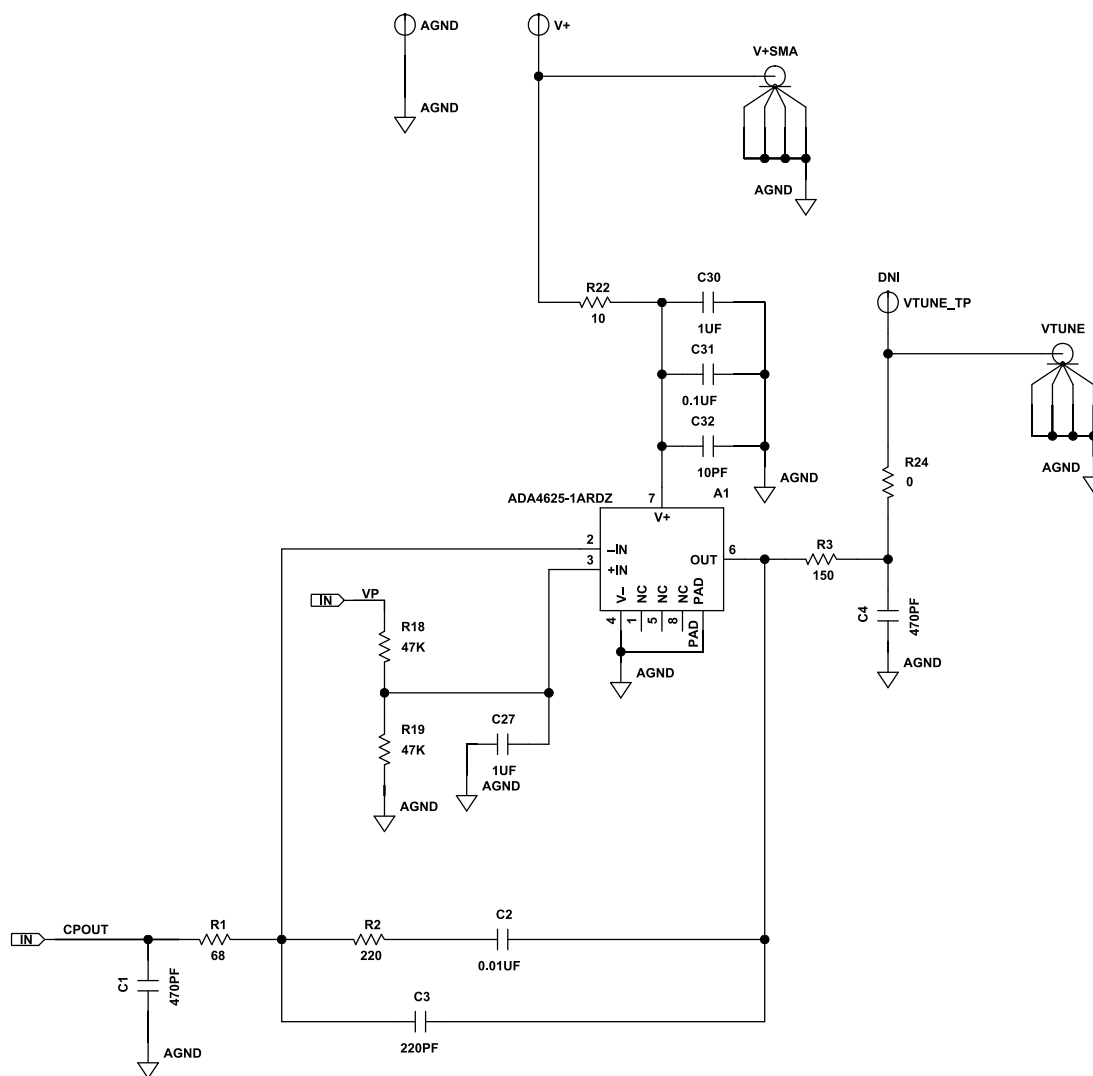 AGND
V+
V+SMA
AGND
AGND
DNI
VTUNE_TP
VTUNE
C30
R22
10
1UF
C31
0.1UF
C32
10PF
AGND
R24
0
AGND
ADA4625-1ARDZ
A1
7
V+
2
–IN
3
+IN
OUT
6
R3
150
V–
NC
NC
NC
PAD
4
1
5
8
PAD
AGND
C4
470PF
AGND
IN
VP
R18
47K
R19
47K
AGND
C27
1UF
AGND
IN
CPOUT
R1
68
R2
220
C2
0.01UF
C1
470PF
AGND
C3
220PF